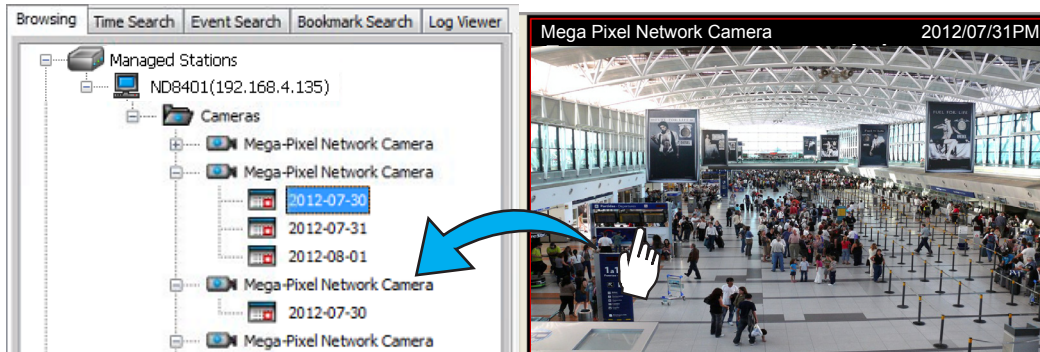 Browsing Time Search Event Search Bookmark Search Log Viewer
Managed Stations
ND8401(192.168.4.135)
Cameras
Mega-Pixel Network Camera
Mega-Pixel Network Camera
2012-07-30
2012-07-31
2012-08-01
Mega-Pixel Network Camera
2012-07-30
Mega-Pixel Network Camera
Mega Pixel Network Camera 2012/07/31PM
1a1